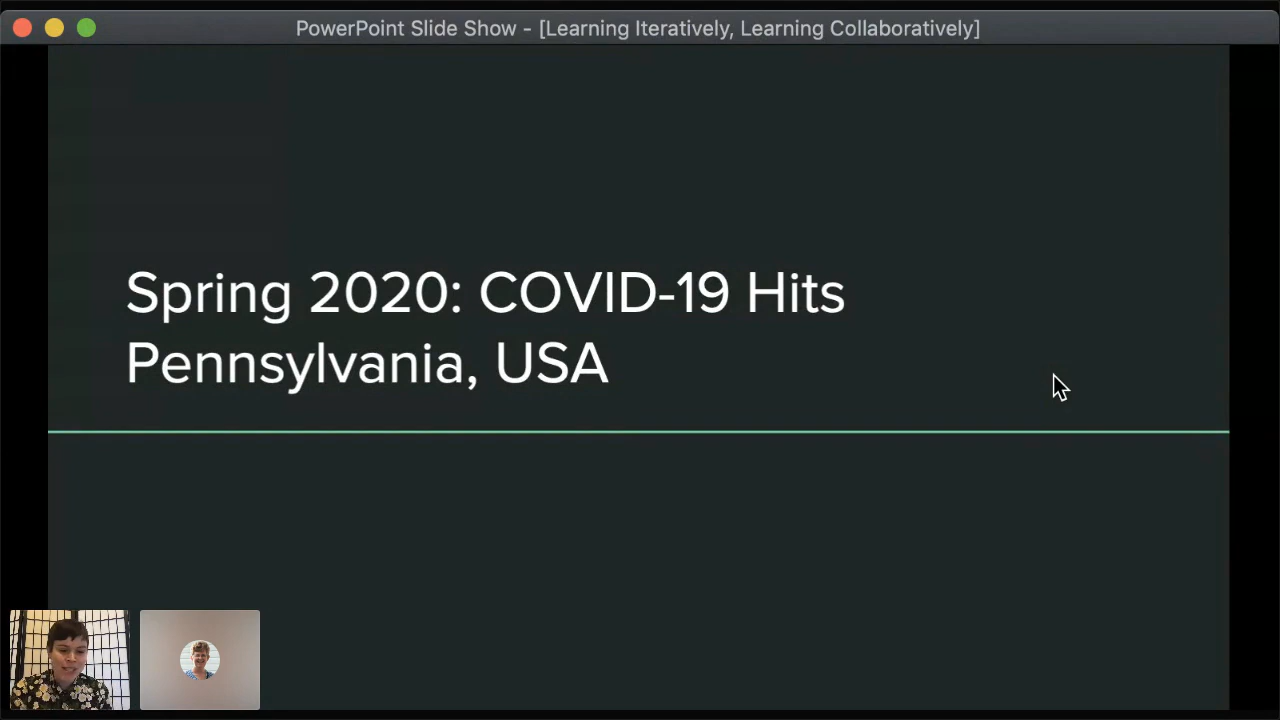 PowerPoint Slide Show - [Learning Iteratively, Learning Collaboratively]
Spring 2020: COVID-19 Hits
Pennsylvania, USA